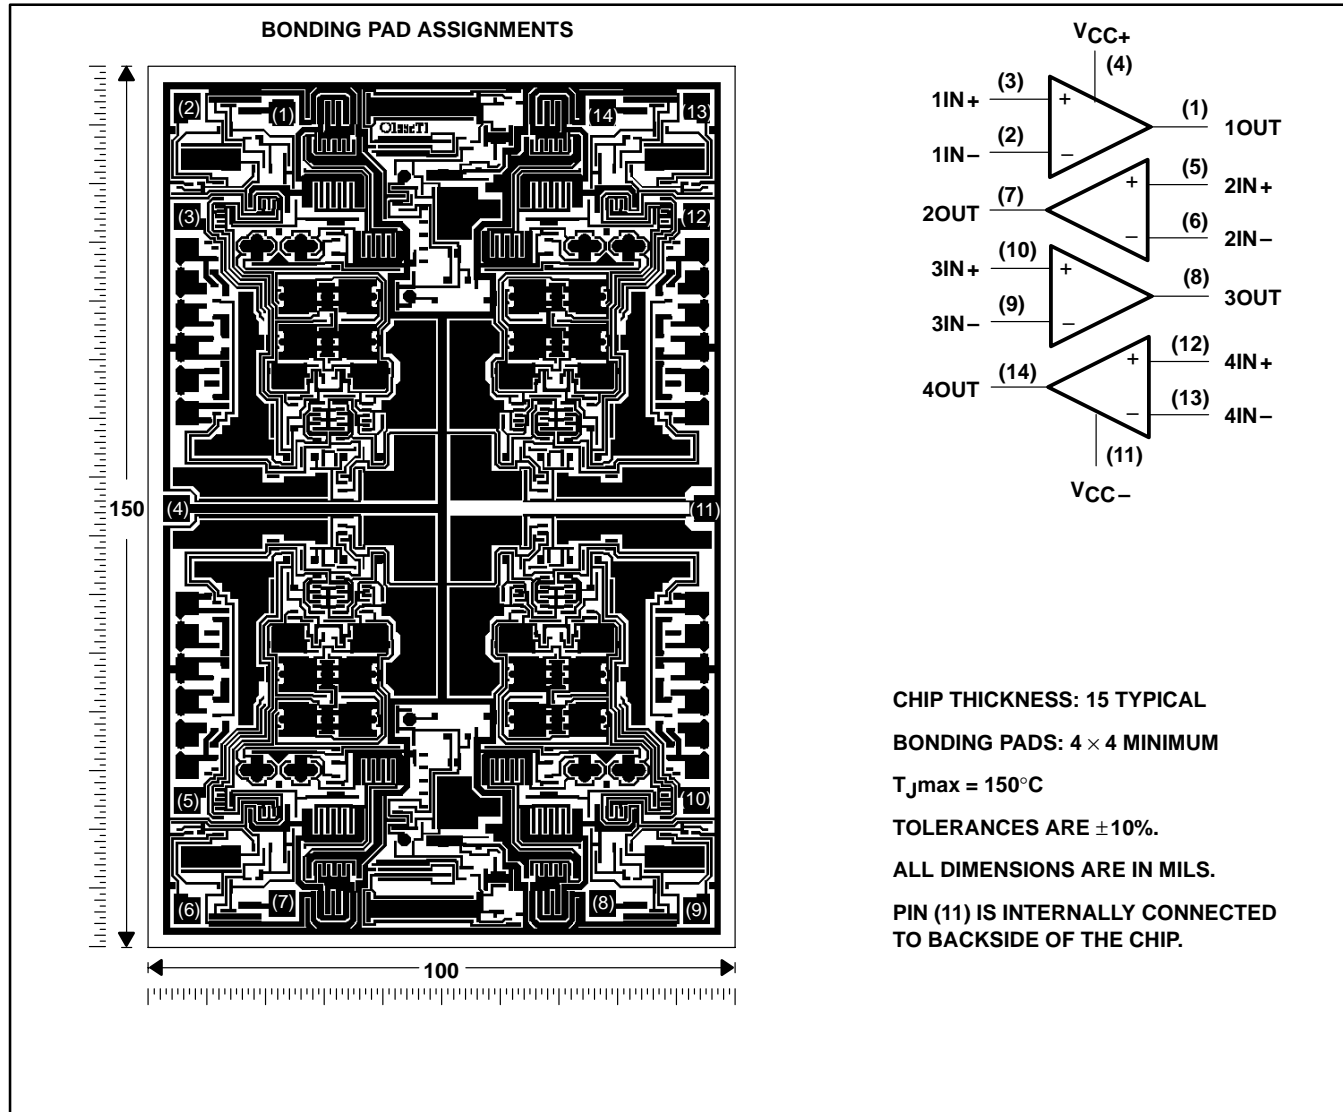 BONDING PAD ASSIGNMENTS
(2)
(1)
(14)
(13)
(3)
(12)
(4)
(11)
(5)
(10)
(6)
(7)
(8)
(9)
150
100
VCC+
(4)
1IN+
(3)
1IN−
(2)
(1)
1OUT
(5)
2IN+
(6)
2IN−
(7)
2OUT
3IN+
(10)
3IN−
(9)
(8)
3OUT
(12)
4IN+
(13)
4IN−
(14)
4OUT
(11)
VCC−
+
−
+
−
+
−
+
−
CHIP THICKNESS: 15 TYPICAL
BONDING PADS: 4 × 4 MINIMUM
TJmax = 150°C
TOLERANCES ARE ±10%.
ALL DIMENSIONS ARE IN MILS.
PIN (11) IS INTERNALLY CONNECTED
TO BACKSIDE OF THE CHIP.